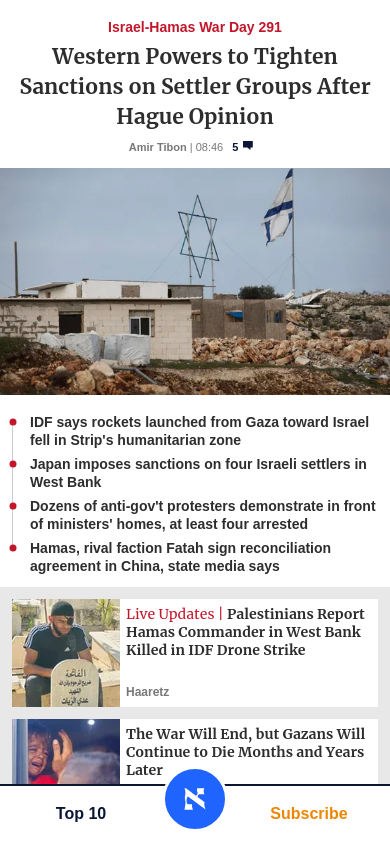 Israel-Hamas War Day 291
Western Powers to Tighten
Sanctions on Settler Groups After
Hague Opinion
Amir Tibon | 08:46 5
IDF says rockets launched from Gaza toward Israel
fell in Strip's humanitarian zone
Japan imposes sanctions on four Israeli settlers in
West Bank
Dozens of anti-gov't protesters demonstrate in front
of ministers' homes, at least four arrested
Hamas, rival faction Fatah sign reconciliation
agreement in China, state media says
Live Updates | Palestinians Report
Hamas Commander in West Bank
Killed in IDF Drone Strike
Haaretz
الفاتحة
The War Will End, but Gazans Will
Continue to Die Months and Years
Later
Top 10
א
Subscribe